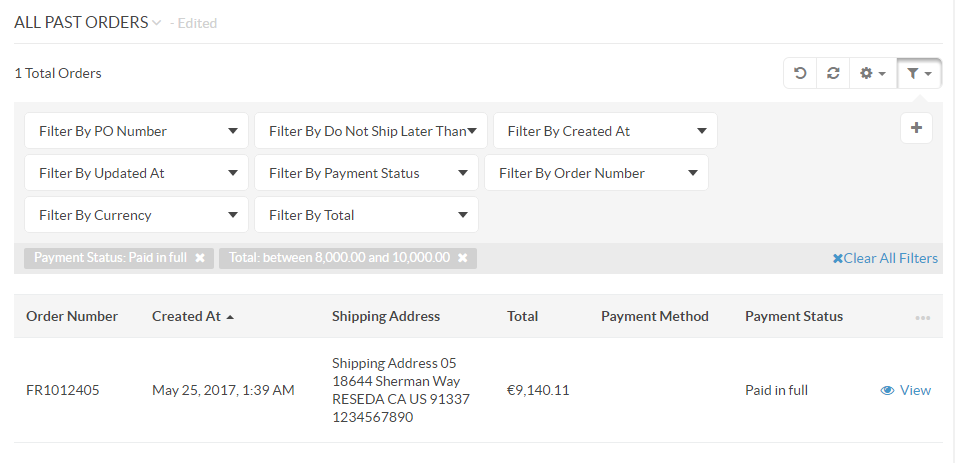 ALL PAST ORDERS - Edited
1 Total Orders
Filter By PO Number Filter By Do Not Ship Later Than Filter By Created At
Filter By Updated At Filter By Payment Status Filter By Order Number
Filter By Currency Filter By Total
Payment Status: Paid in full Total: between 8,000.00 and 10,000.00 Clear All Filters
Order Number Created At Shipping Address Total Payment Method Payment Status
Shipping Address 05
18644 Sherman Way
FR1012405 May 25, 2017, 1:39 AM RESEDA CA US 91337 €9,140.11 Paid in full View
1234567890